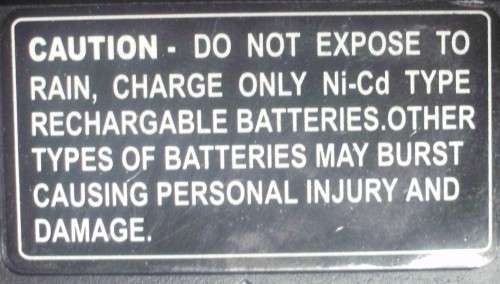 CAUTION - DO NOT EXPOSE TO
RAIN, CHARGE ONLY Ni-Cd TYPE
RECHARGABLE BATTERIES.OTHER
TYPES OF BATTERIES MAY BURST
CAUSING PERSONAL INJURY AND
DAMAGE.